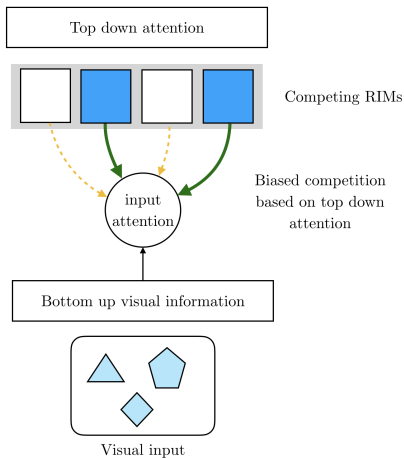 Top down attention
Competing RIMs
input
attention
Biased competition
based on top down
attention
Bottom up visual information
Visual input